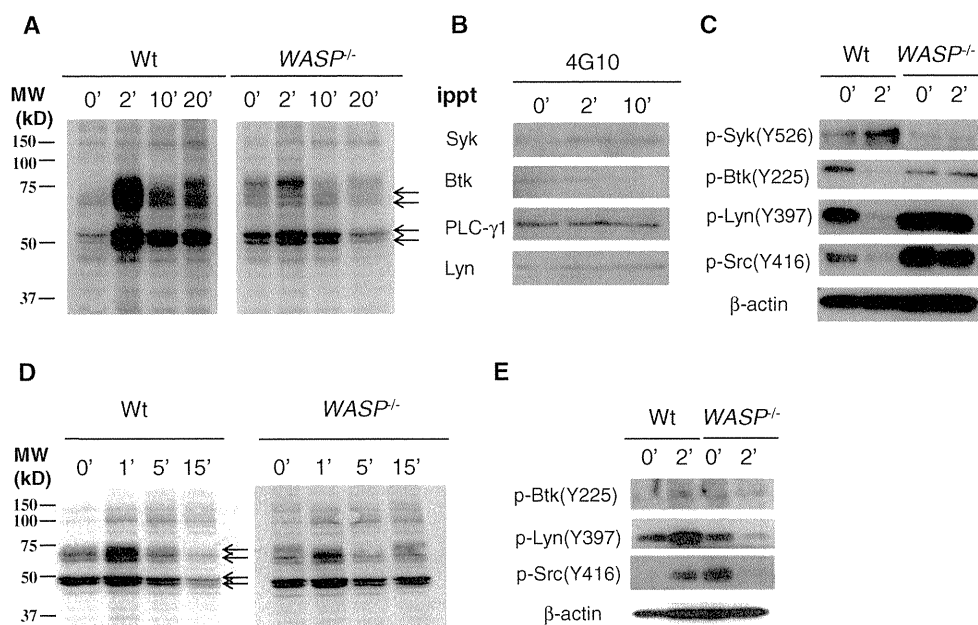 A
Wt
WASP-/-
MW
(kD)
0' 2' 10' 20'
0' 2' 10' 20'
150
100
75
50
37
B
4G10
ippt
0' 2' 10'
Syk
Btk
PLC-γ1
Lyn
C
Wt
WASP-/-
0' 2' 0' 2'
p-Syk(Y526)
p-Btk(Y225)
p-Lyn(Y397)
p-Src(Y416)
β-actin
D
Wt
WASP-/-
MW
(kD)
0' 1' 5' 15'
0' 1' 5' 15'
150
100
75
50
37
E
Wt WASP-/-
0' 2' 0' 2'
p-Btk(Y225)
p-Lyn(Y397)
p-Src(Y416)
β-actin